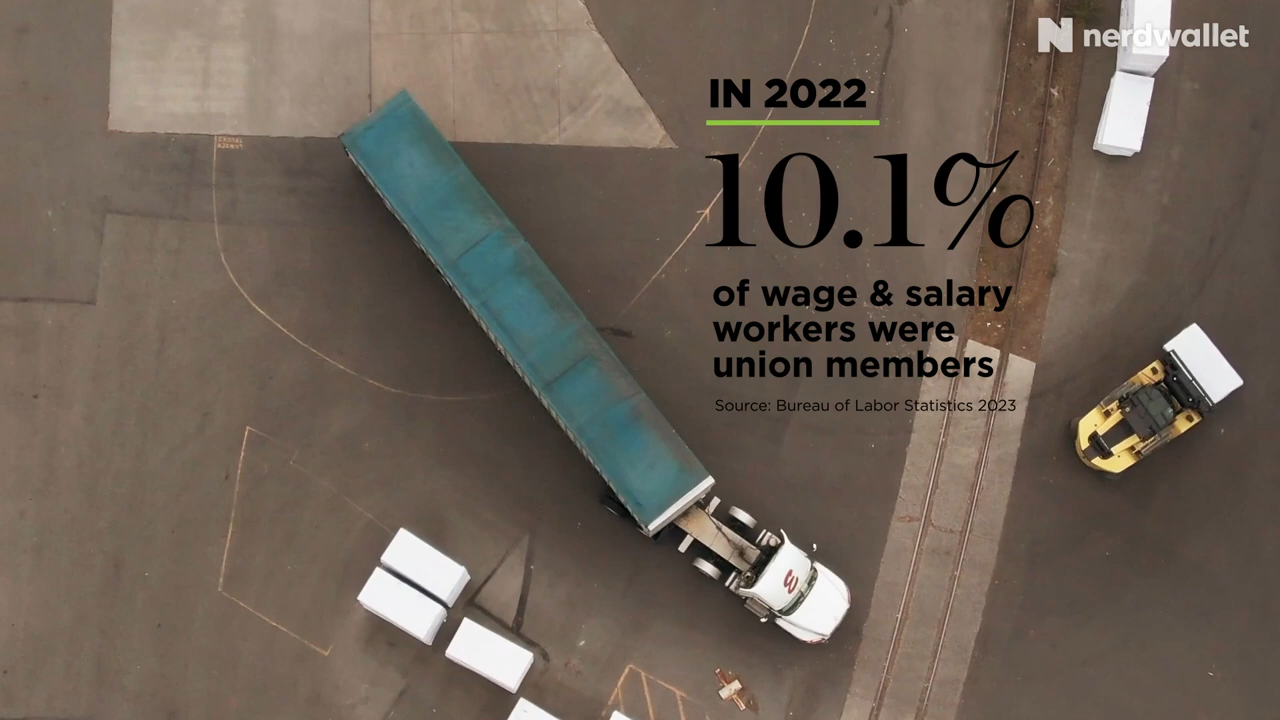 nerdwallet
IN 2022
10.1%
of wage & salary
workers were
union members
Source: Bureau of Labor Statistics 2023